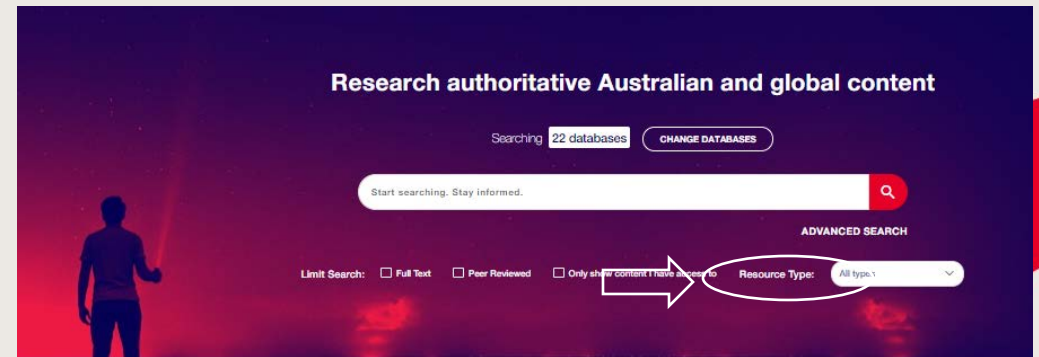 Research authoritative Australian and global content
Searching 22 databases CHANGE DATABASES
Start searching. Stay informed.
ADVANCED SEARCH
Limit Search: Full Text Peer Reviewed Only show content I have access to Resource Type: All types